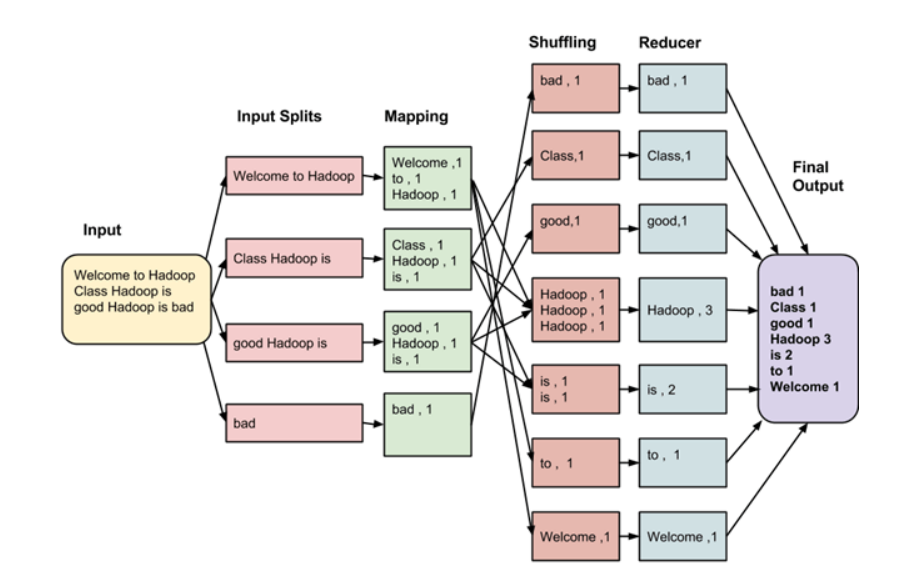 Input
Welcome to Hadoop
Class Hadoop is
good Hadoop is bad
Input Splits
Welcome to Hadoop
Class Hadoop is
good Hadoop is
bad
Mapping
Welcome ,1
to , 1
Hadoop , 1
Class , 1
Hadoop , 1
is , 1
good , 1
Hadoop , 1
is , 1
bad , 1
Shuffling
bad , 1
Class,1
good,1
Hadoop , 1
Hadoop , 1
Hadoop , 1
is , 1
is , 1
to , 1
Welcome ,1
Reducer
bad , 1
Class,1
good,1
Hadoop , 3
is , 2
to , 1
Welcome ,1
Final
Output
bad 1
Class 1
good 1
Hadoop 3
is 2
to 1
Welcome 1